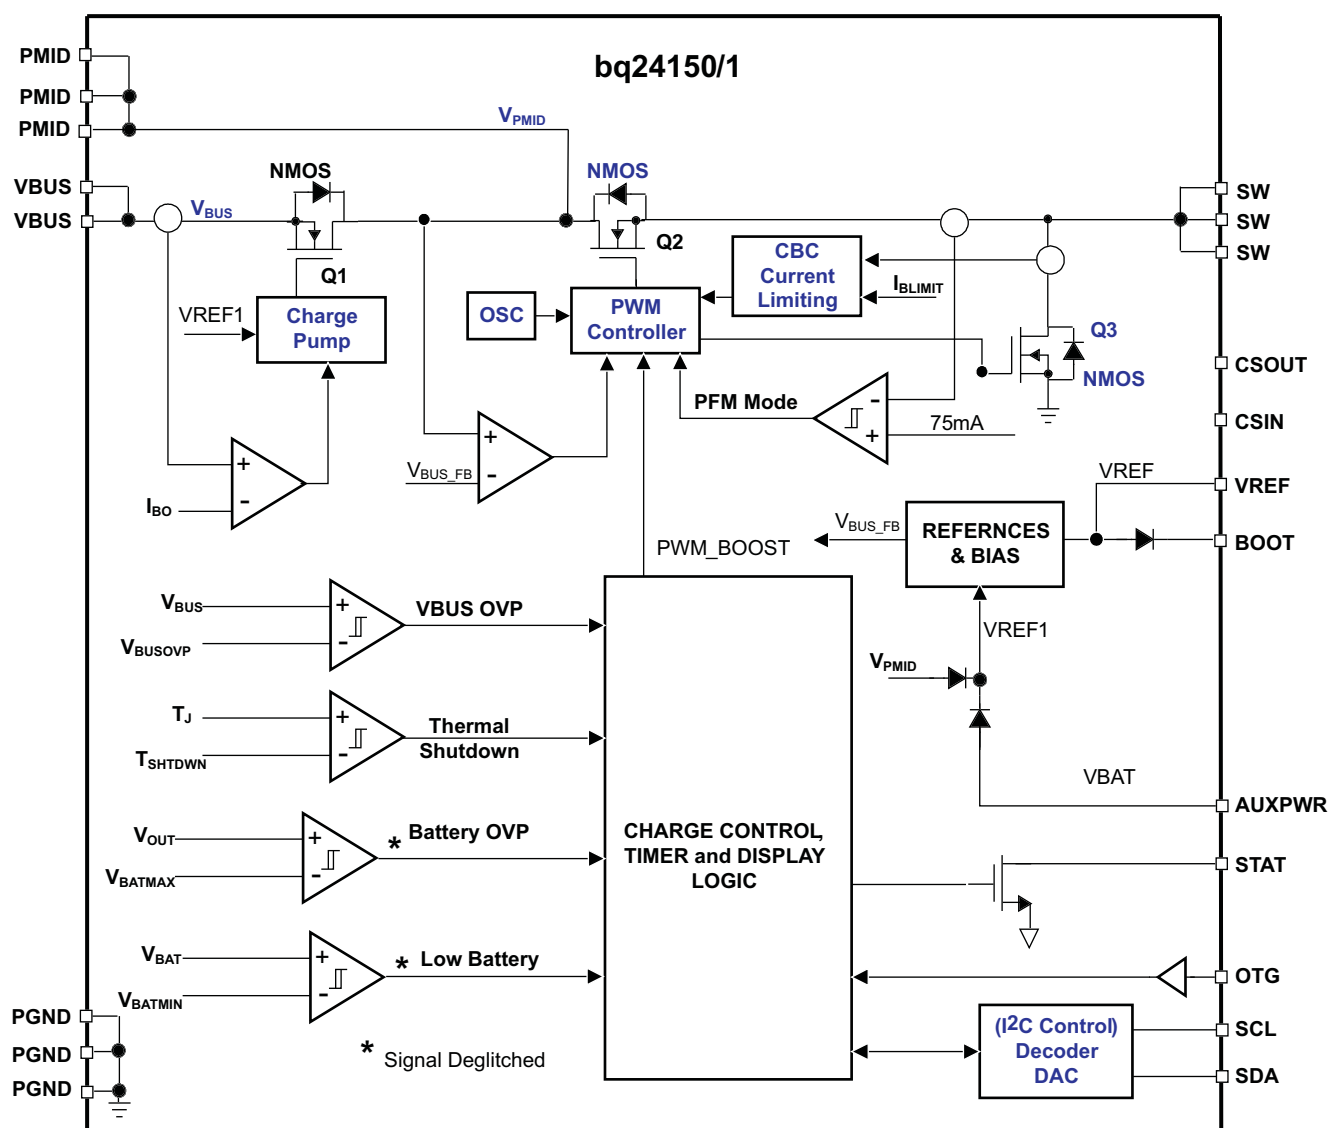 bq24150/1
PMID
PMID
PMID
VBUS
VBUS
VPMID
NMOS
VBUS
Q1
NMOS
Q2
SW
SW
SW
VREF1
Charge
Pump
OSC
PWM
Controller
CBC
Current
Limiting
IBLIMIT
Q3
NMOS
CSOUT
CSIN
PFM Mode
-
+
75mA
+
-
VBUS_FB
+
-
IBO
VREF
VREF
BOOT
VBUS_FB
REFERNCES
& BIAS
PWM_BOOST
VREF1
VPMID
VBAT
AUXPWR
VBUS
VBUSOVP
+
-
VBUS OVP
TJ
TSHTDWN
+
-
Thermal
Shutdown
VOUT
VBATMAX
+
-
* Battery OVP
VBAT
VBATMIN
+
-
* Low Battery
CHARGE CONTROL,
TIMER and DISPLAY
LOGIC
STAT
OTG
(I2C Control)
Decoder
DAC
SCL
SDA
PGND
PGND
PGND
* Signal Deglitched